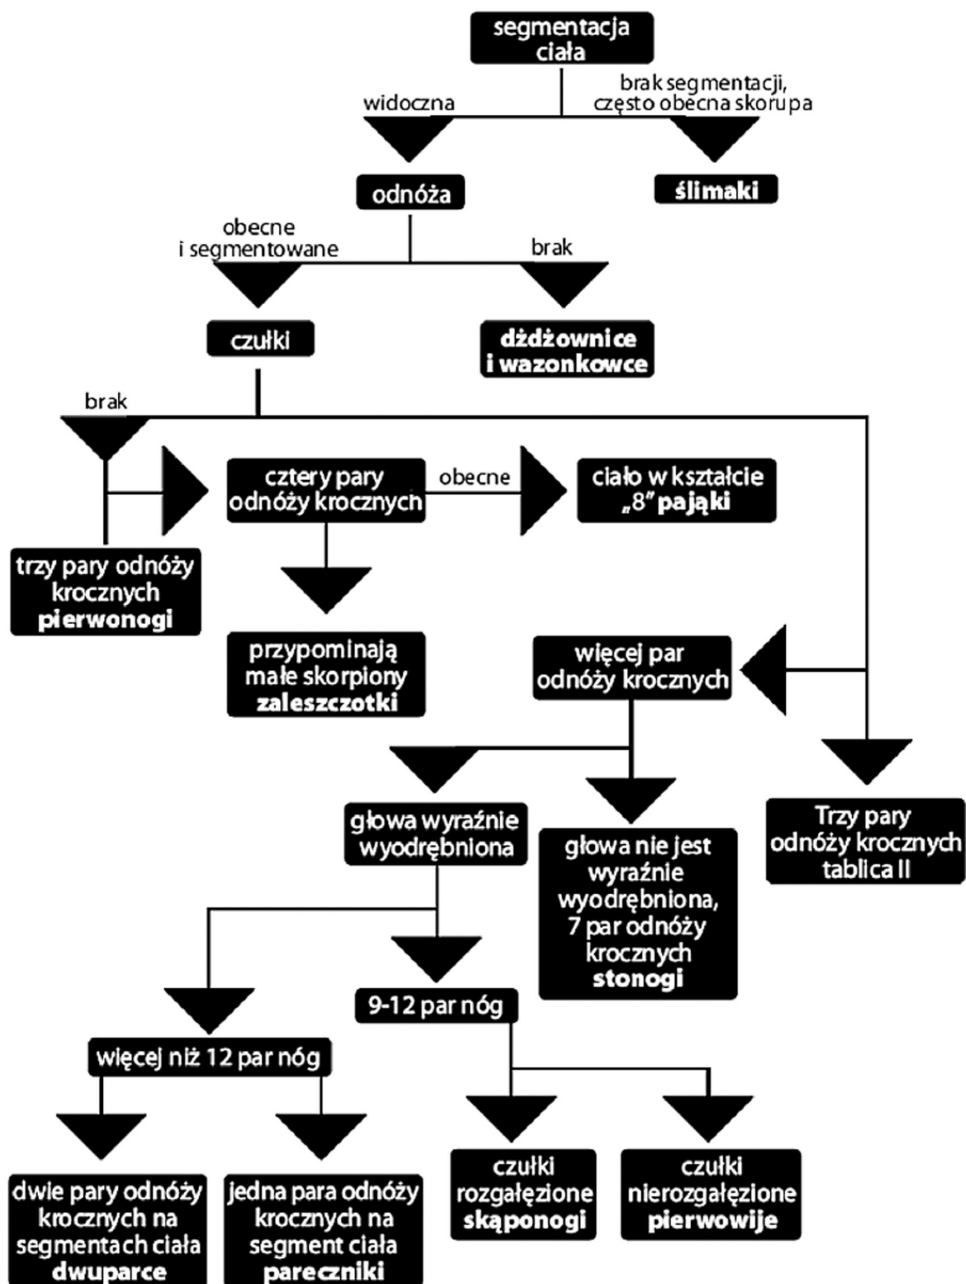 segmentacja
ciała
widoczna
brak segmentacji,
często obecna skorupa
odnóża
ślimaki
obecne
i segmentowane
brak
czułki
dżdżownice
i wazonkowce
brak
cztery pary
odnóży krocznych
obecne
ciało w kształcie
„8” pająki
trzy pary odnóży
krocznych
pierwonogi
przypominają
małe skorpiony
zaleszczotki
więcej par
odnóży krocznych
głowa wyraźnie
wyodrębniona
głowa nie jest
wyraźnie
wyodrębniona,
7 par odnóży
krocznych
stonogi
Trzy pary
odnóży krocznych
tablica II
9-12 par nóg
więcej niż 12 par nóg
dwie pary odnóży
krocznych na
segmentach ciała
dwuparce
jedna para odnóży
krocznych na
segment ciała
pareczniki
czułki
rozgałęzione
skąponogi
czułki
nierozgałęzione
pierwowije